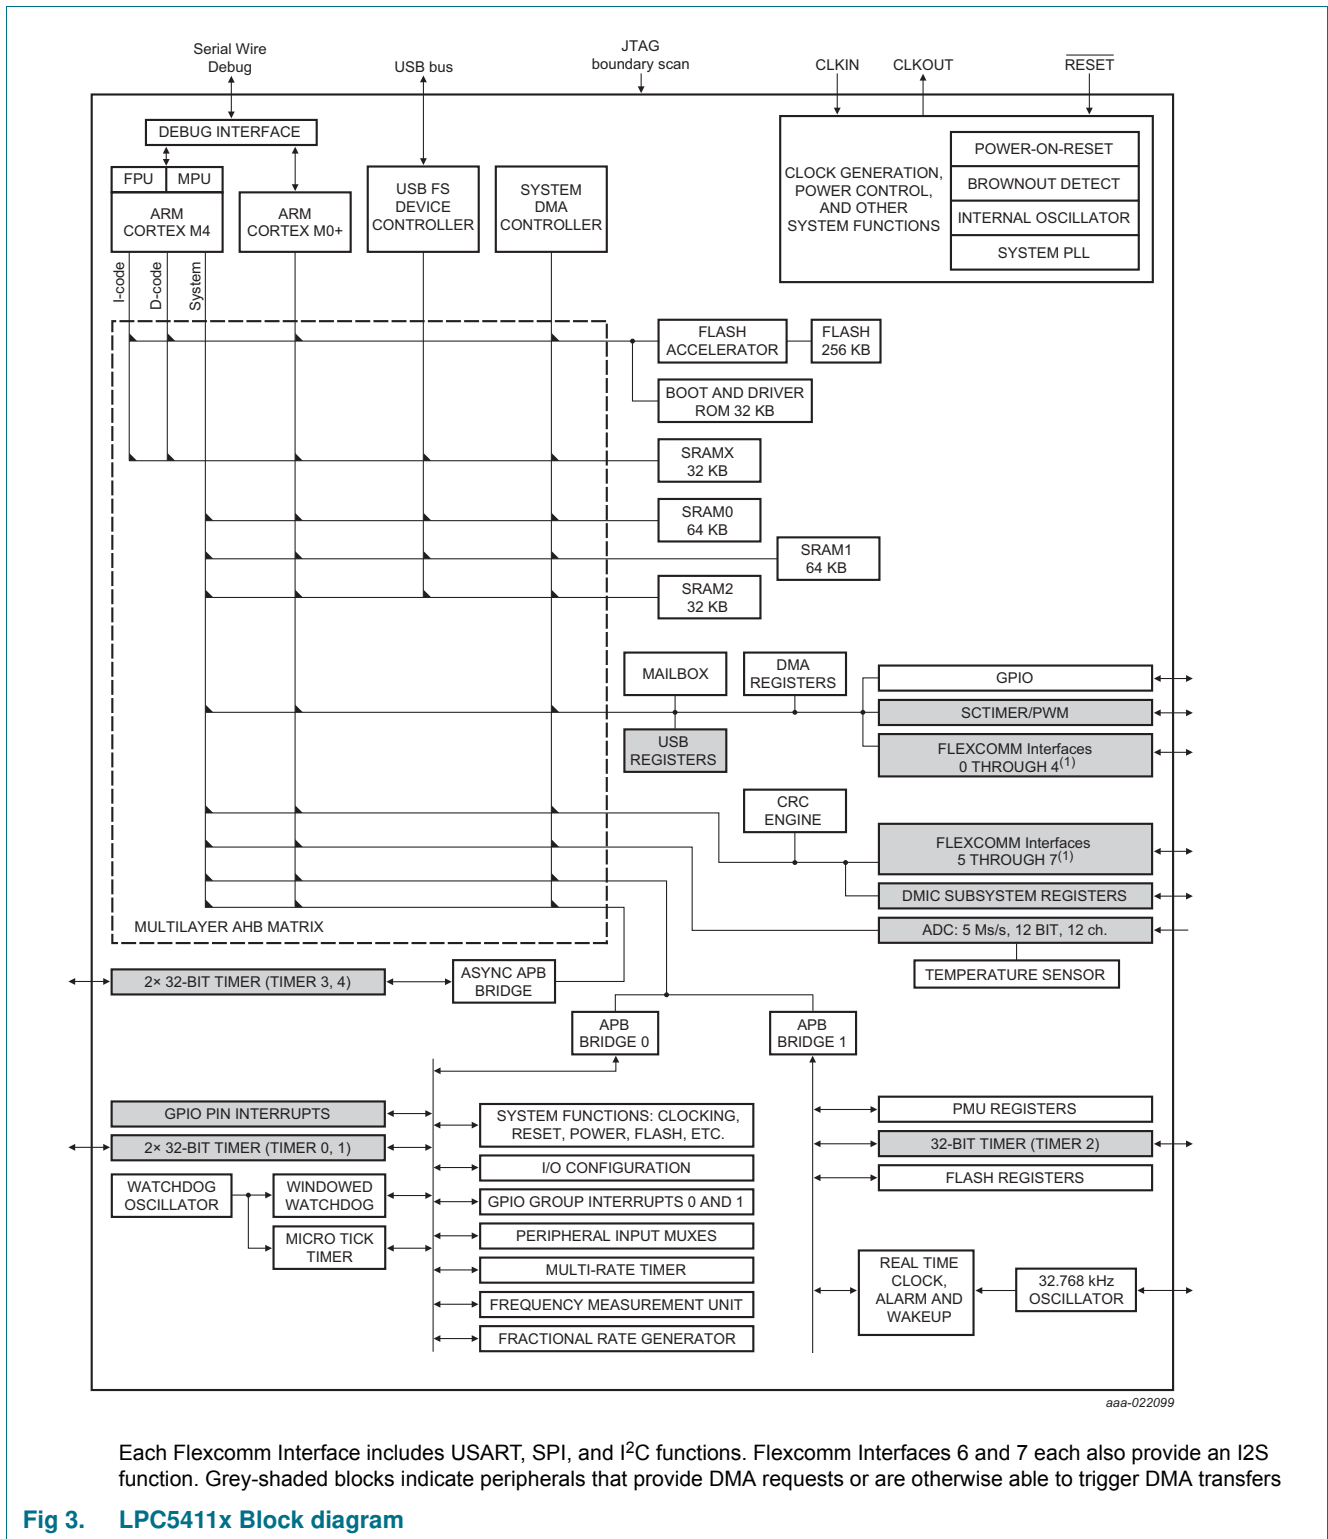 Serial Wire
Debug
USB bus
JTAG
boundary scan
CLKIN
CLKOUT
RESET
DEBUG INTERFACE
FPU
MPU
ARM
CORTEX M4
ARM
CORTEX M0+
USB FS
DEVICE
CONTROLLER
SYSTEM
DMA
CONTROLLER
CLOCK GENERATION,
POWER CONTROL,
AND OTHER
SYSTEM FUNCTIONS
POWER-ON-RESET
BROWNOUT DETECT
INTERNAL OSCILLATOR
SYSTEM PLL
I-code
D-code
System
FLASH
ACCELERATOR
FLASH
256 KB
BOOT AND DRIVER
ROM 32 KB
SRAMX
32 KB
SRAM0
64 KB
SRAM1
64 KB
SRAM2
32 KB
MAILBOX
DMA
REGISTERS
GPIO
SCTIMER/PWM
USB
REGISTERS
FLEXCOMM Interfaces
0 THROUGH 4(1)
CRC
ENGINE
FLEXCOMM Interfaces
5 THROUGH 7(1)
DMIC SUBSYSTEM REGISTERS
MULTILAYER AHB MATRIX
ADC: 5 Ms/s, 12 BIT, 12 ch.
TEMPERATURE SENSOR
2× 32-BIT TIMER (TIMER 3, 4)
ASYNC APB
BRIDGE
APB
BRIDGE 0
APB
BRIDGE 1
GPIO PIN INTERRUPTS
2× 32-BIT TIMER (TIMER 0, 1)
WATCHDOG
OSCILLATOR
WINDOWED
WATCHDOG
MICRO TICK
TIMER
SYSTEM FUNCTIONS: CLOCKING,
RESET, POWER, FLASH, ETC.
I/O CONFIGURATION
GPIO GROUP INTERRUPTS 0 AND 1
PERIPHERAL INPUT MUXES
MULTI-RATE TIMER
FREQUENCY MEASUREMENT UNIT
FRACTIONAL RATE GENERATOR
PMU REGISTERS
32-BIT TIMER (TIMER 2)
FLASH REGISTERS
REAL TIME
CLOCK,
ALARM AND
WAKEUP
32.768 kHz
OSCILLATOR
aaa-022099
Each Flexcomm Interface includes USART, SPI, and I2C functions. Flexcomm Interfaces 6 and 7 each also provide an I2S
function. Grey-shaded blocks indicate peripherals that provide DMA requests or are otherwise able to trigger DMA transfers
Fig 3. LPC5411x Block diagram